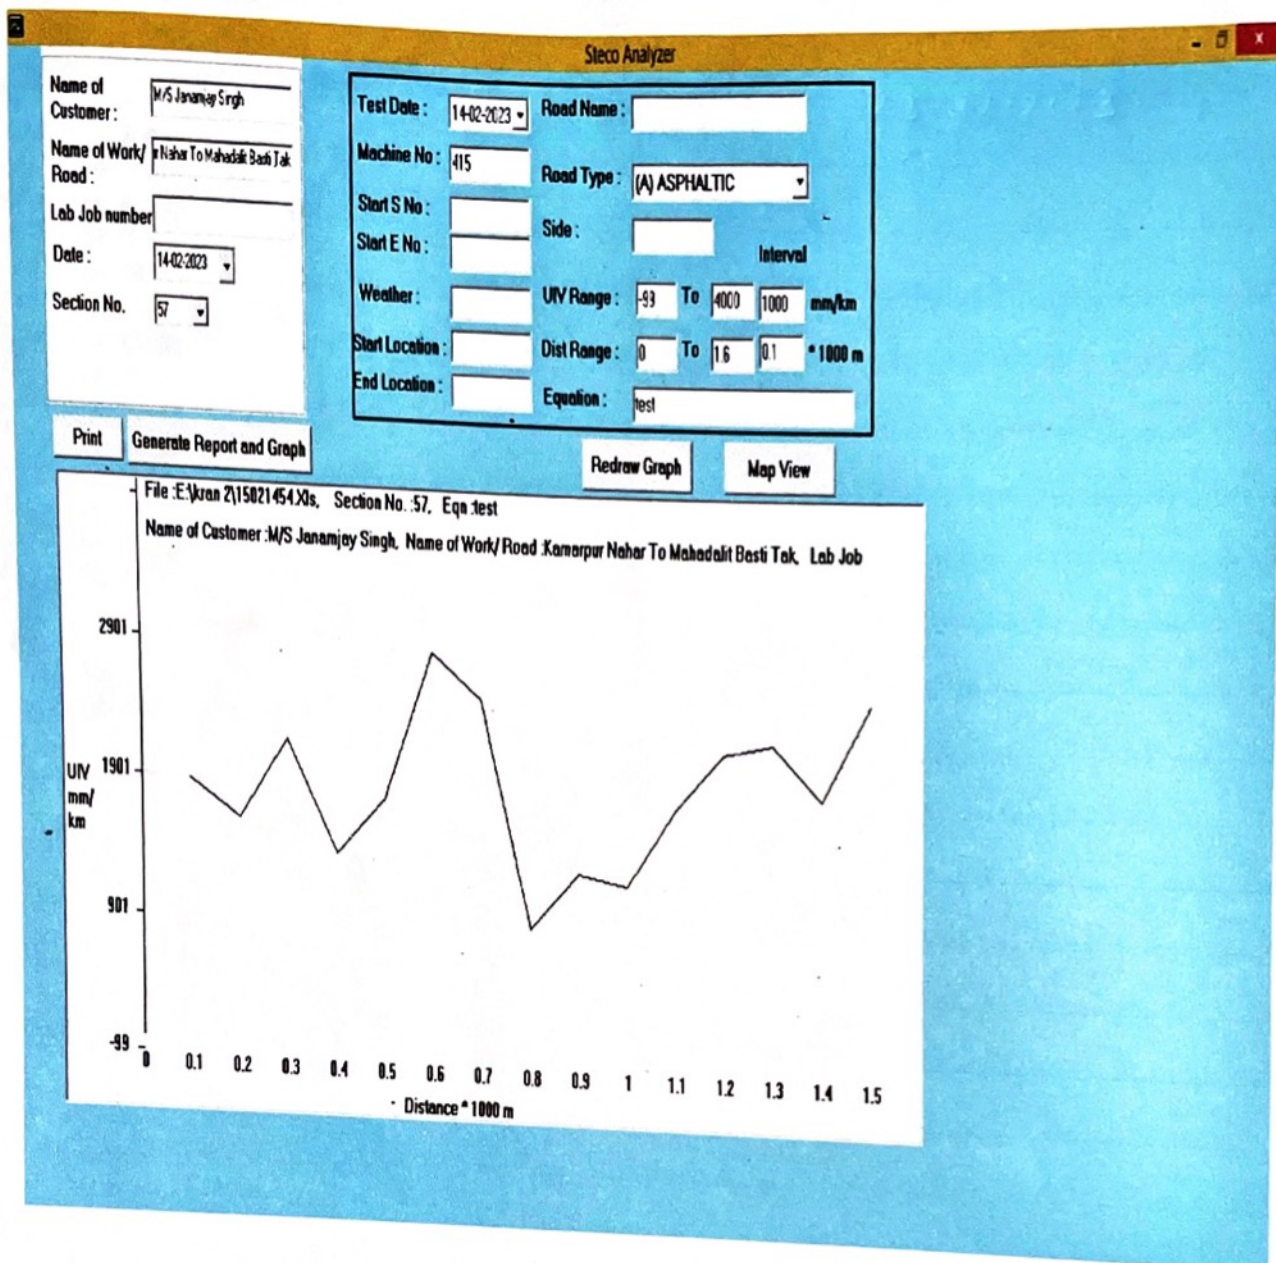 Steco Analyzer
Name of Customer : M/S Janamjay Singh
Name of Work/ Road : r Nahar To Mahadalit Basti Tak
Lab Job number
Date : 14-02-2023
Section No. 57
Test Date : 14-02-2023
Machine No : 415
Start S No :
Start E No :
Weather :
Start Location :
End Location :
Road Name :
Road Type : (A) ASPHALTIC
Side :
Interval
UIV Range : To 4000 1000 mm/km
Dist Range : 0 To 1.6 0.1 * 1000 m
Equation : test
Print
Generate Report and Graph
Redraw Graph
Map View
File :E:\kran 2\15021454.Xls, Section No. :57, Eqn :test
Name of Customer :M/S Janamjay Singh, Name of Work/ Road :Kamarpur Nahar To Mahadalit Basti Tak, Lab Job
2901
1901
901
-99
UIV mm/ km
0 0.1 0.2 0.3 0.4 0.5 0.6 0.7 0.8 0.9 1 1.1 1.2 1.3 1.4 1.5
Distance * 1000 m